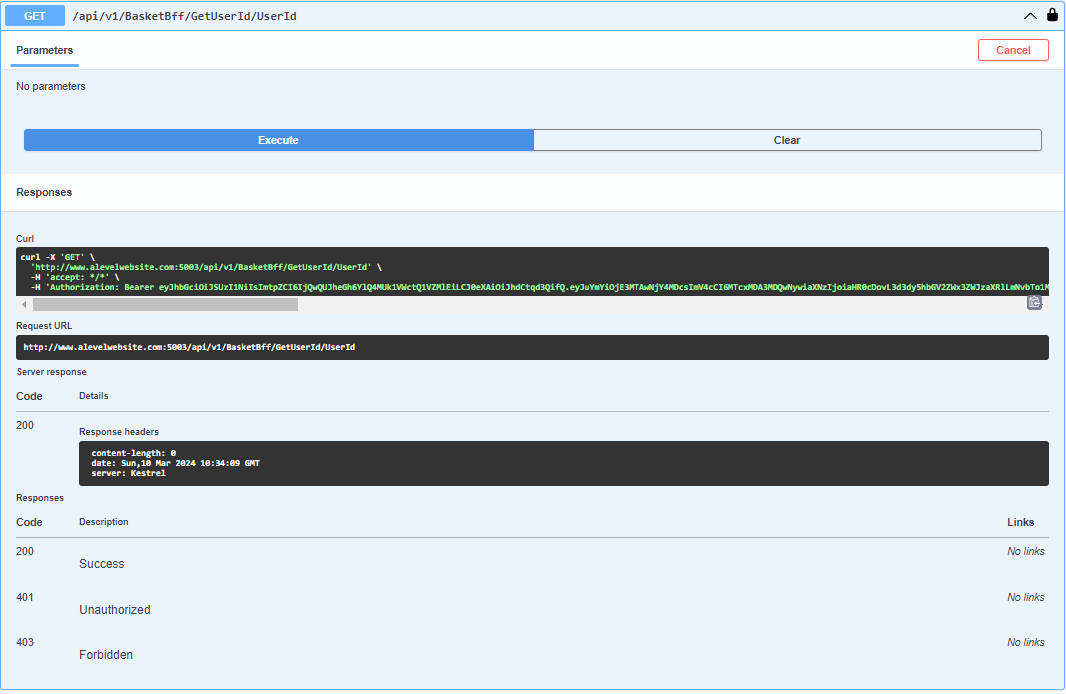 GET /api/v1/BasketBff/GetUserId/UserId
Parameters Cancel
No parameters
Execute Clear
Responses
Curl
curl -X 'GET' \
'http://www.alevelwebsite.com:5003/api/v1/BasketBff/GetUserId/UserId' \
-H 'accept: */*' \
-H 'Authorization: Bearer
Request URL
http://www.alevelwebsite.com:5003/api/v1/BasketBff/GetUserId/UserId
Server response
Code Details
200
Response headers
content-length: 0
date: Sun,10 Mar 2024 10:34:09 GMT
server: Kestrel
Responses
Code Description Links
200 No links
Success
401 No links
Unauthorized
403 No links
Forbidden